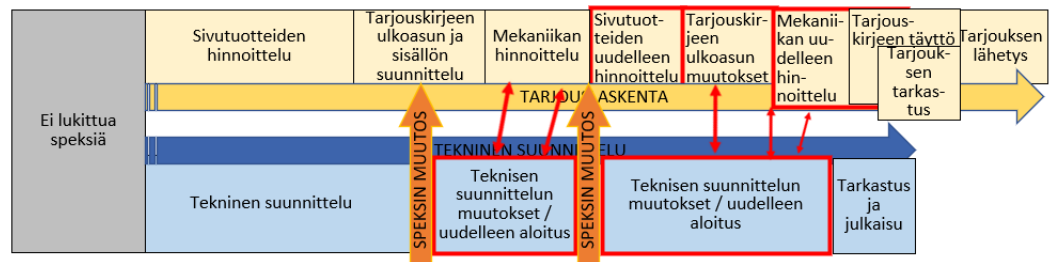 Ei lukittua
speksiä
Sivutuotteiden
hinnoittelu
Tarjouskirjeen
ulkoasun ja
sisällön
suunnittelu
Mekaniikan
hinnoittelu
Sivutuot-
teiden
uudelleen
hinnoittelu
Tarjouskir-
jeen
ulkoasun
muutokset
Mekanii-
kan uu-
delleen
hin-
noittelu
Tarjous-
kirjeen täyttö
Tarjouk-
sen
tarkas-
tus
Tarjouksen
lähetys
TARJOUSLASKENTA
SPEKSIN MUUTOS
SPEKSIN MUUTOS
TEKNINEN SUUNNITTELU
Tekninen suunnittelu
Teknisen
suunnittelun
muutokset /
uudelleen aloitus
Teknisen suunnittelun
muutokset / uudelleen
aloitus
Tarkastus
ja
julkaisu